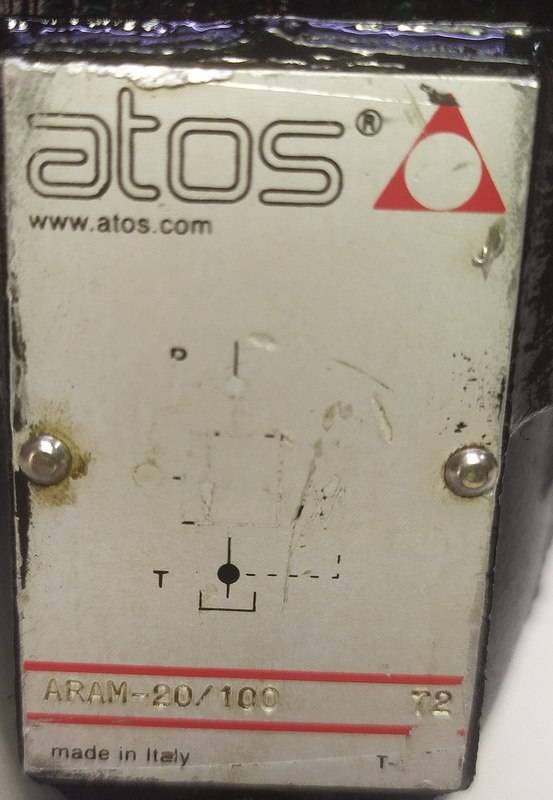 atos®
www.atos.com
P
T
ARAM-20/100 72
made in Italy T-